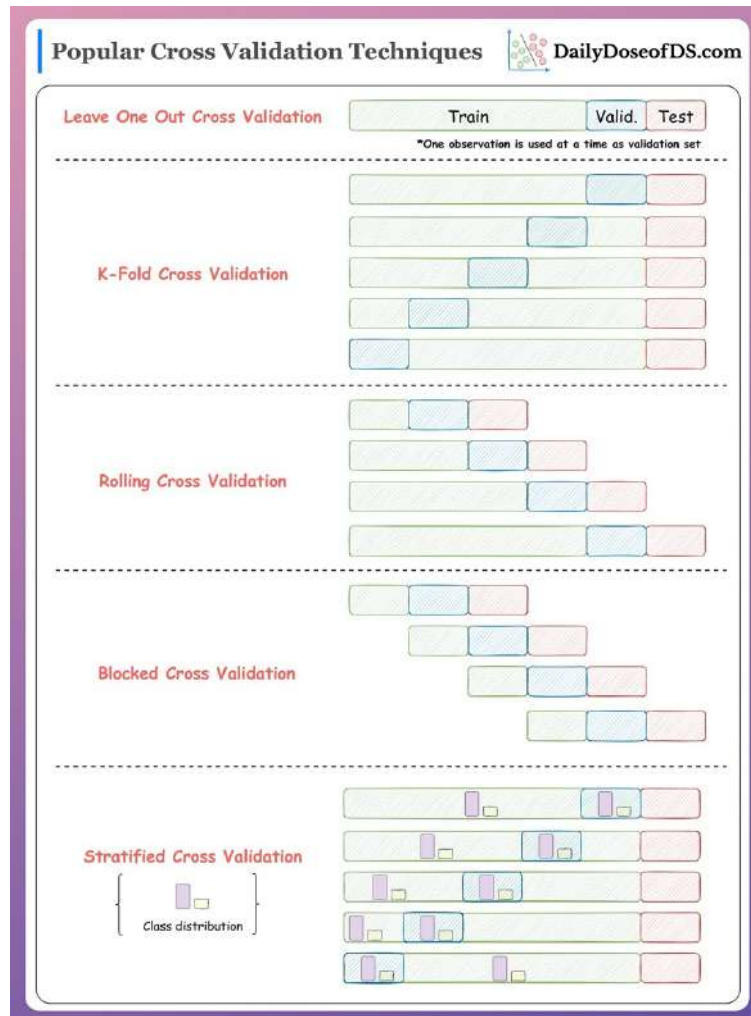 Popular Cross Validation Techniques
DailyDoseofDS.com
Leave One Out Cross Validation
Train
Valid.
Test
*One observation is used at a time as validation set
K-Fold Cross Validation
Rolling Cross Validation
Blocked Cross Validation
Stratified Cross Validation
Class distribution